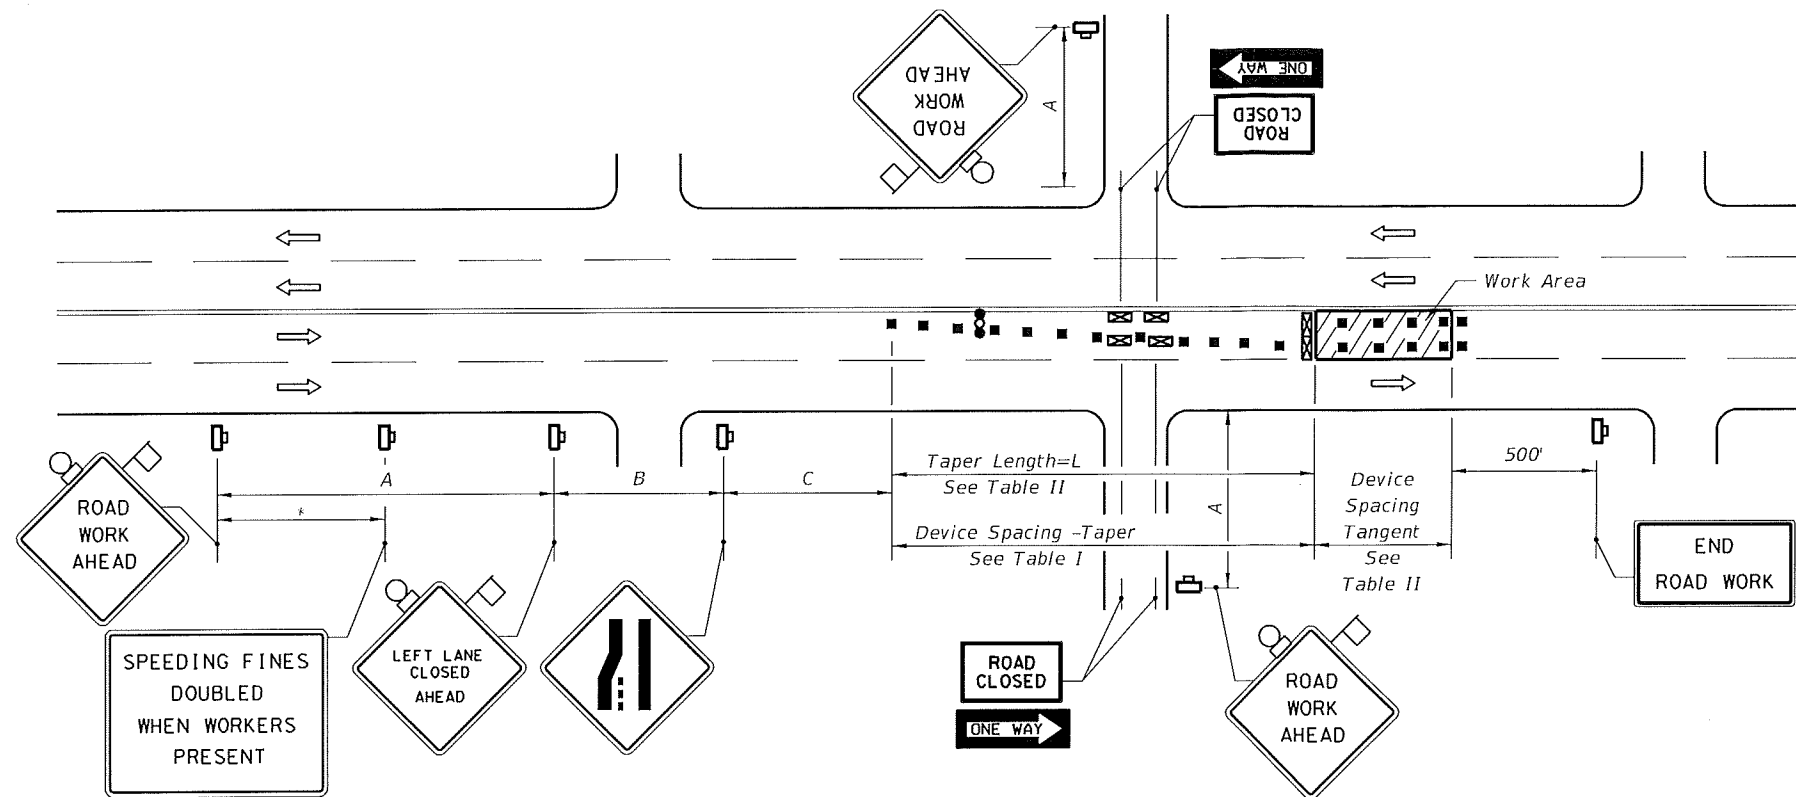 ROAD
WORK
AHEAD
A
ONE WAY
ROAD
CLOSED
Work Area
A
B
C
*
Taper Length=L
See Table II
Device Spacing -Taper
See Table I
A
Device
Spacing
Tangent
See
Table II
500'
ROAD
WORK
AHEAD
SPEEDING FINES
DOUBLED
WHEN WORKERS
PRESENT
LEFT LANE
CLOSED
AHEAD
ROAD
CLOSED
ONE WAY
ROAD
WORK
AHEAD
END
ROAD WORK